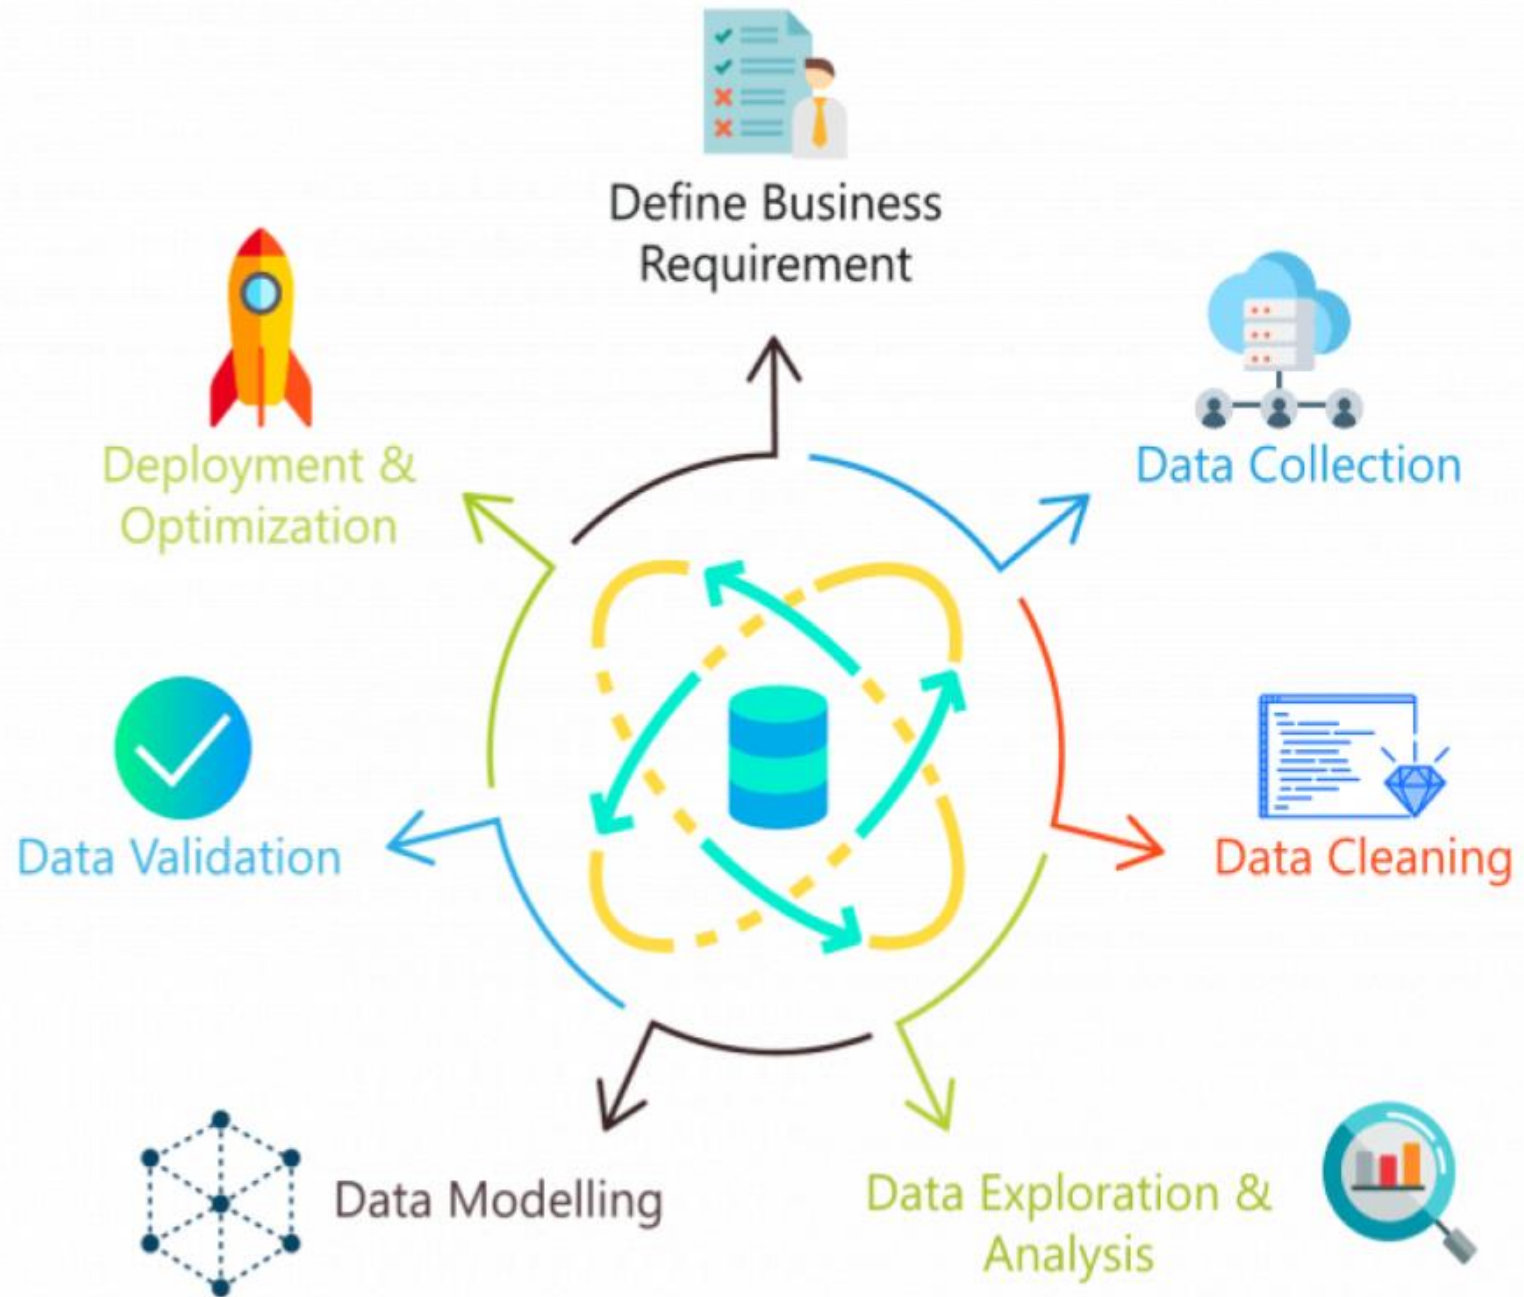 Define Business
Requirement
Data Collection
Data Cleaning
Data Exploration &
Analysis
Data Modelling
Data Validation
Deployment &
Optimization